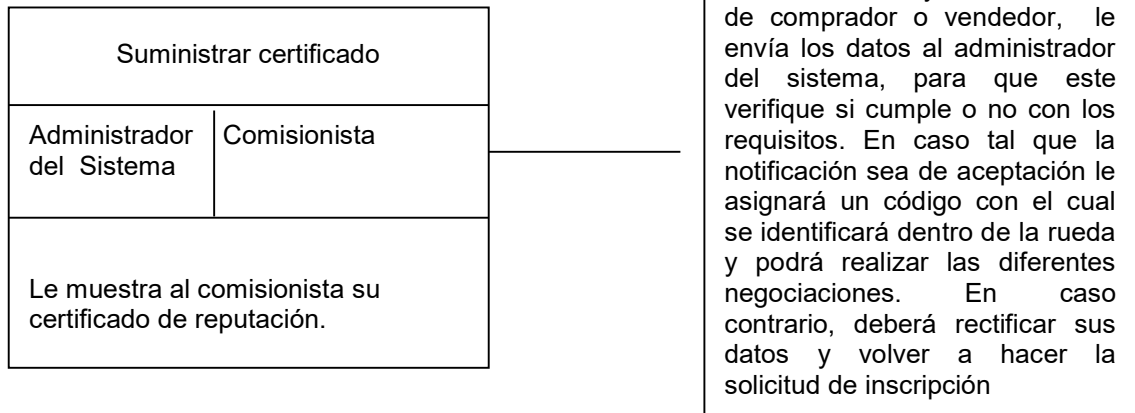 Suministrar certificado
Administrador
del Sistema
Comisionista
Le muestra al comisionista su
certificado de reputación.
de comprador o vendedor, le
envía los datos al administrador
del sistema, para que este
verifique si cumple o no con los
requisitos. En caso tal que la
notificación sea de aceptación le
asignará un código con el cual
se identificará dentro de la rueda
y podrá realizar las diferentes
negociaciones. En caso
contrario, deberá rectificar sus
datos y volver a hacer la
solicitud de inscripción